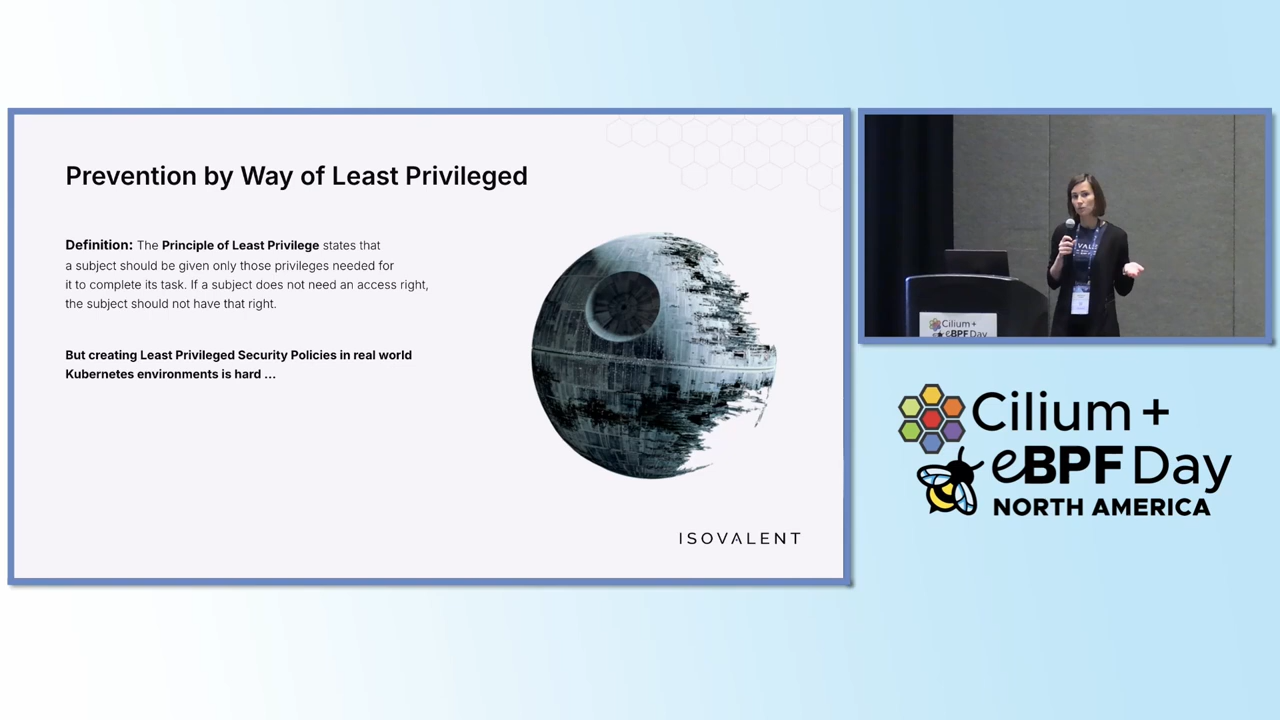 Prevention by Way of Least Privileged
Definition: The Principle of Least Privilege states that
a subject should be given only those privileges needed for
it to complete its task. If a subject does not need an access right,
the subject should not have that right.
But creating Least Privileged Security Policies in real world
Kubernetes environments is hard ...
ISOVALENT
Cilium +
eBPF Day
Cilium +
eBPF Day
NORTH AMERICA